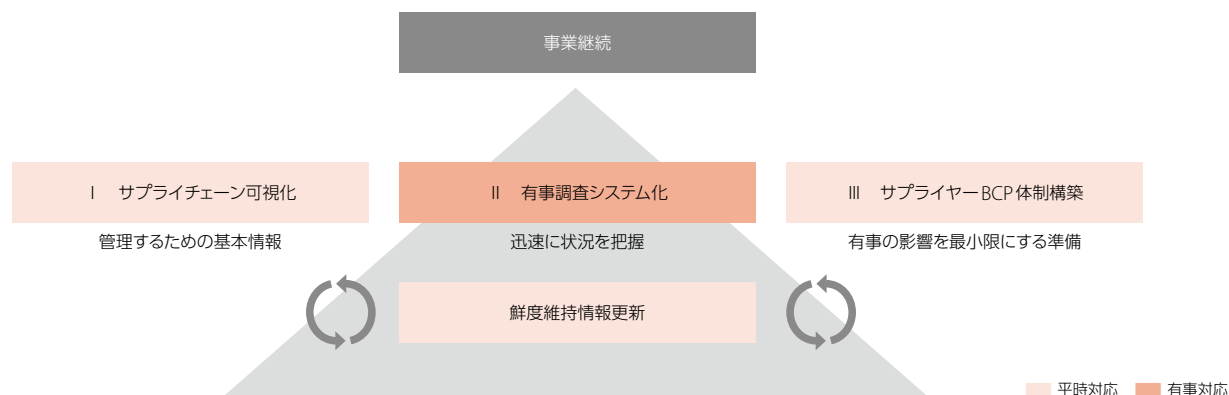 事業継続
Ⅰ サプライチェーン可視化
Ⅱ 有事調査システム化
Ⅲ サプライヤーBCP体制構築
管理するための基本情報
迅速に状況を把握
有事の影響を最小限にする準備
鮮度維持情報更新
平時対応 有事対応